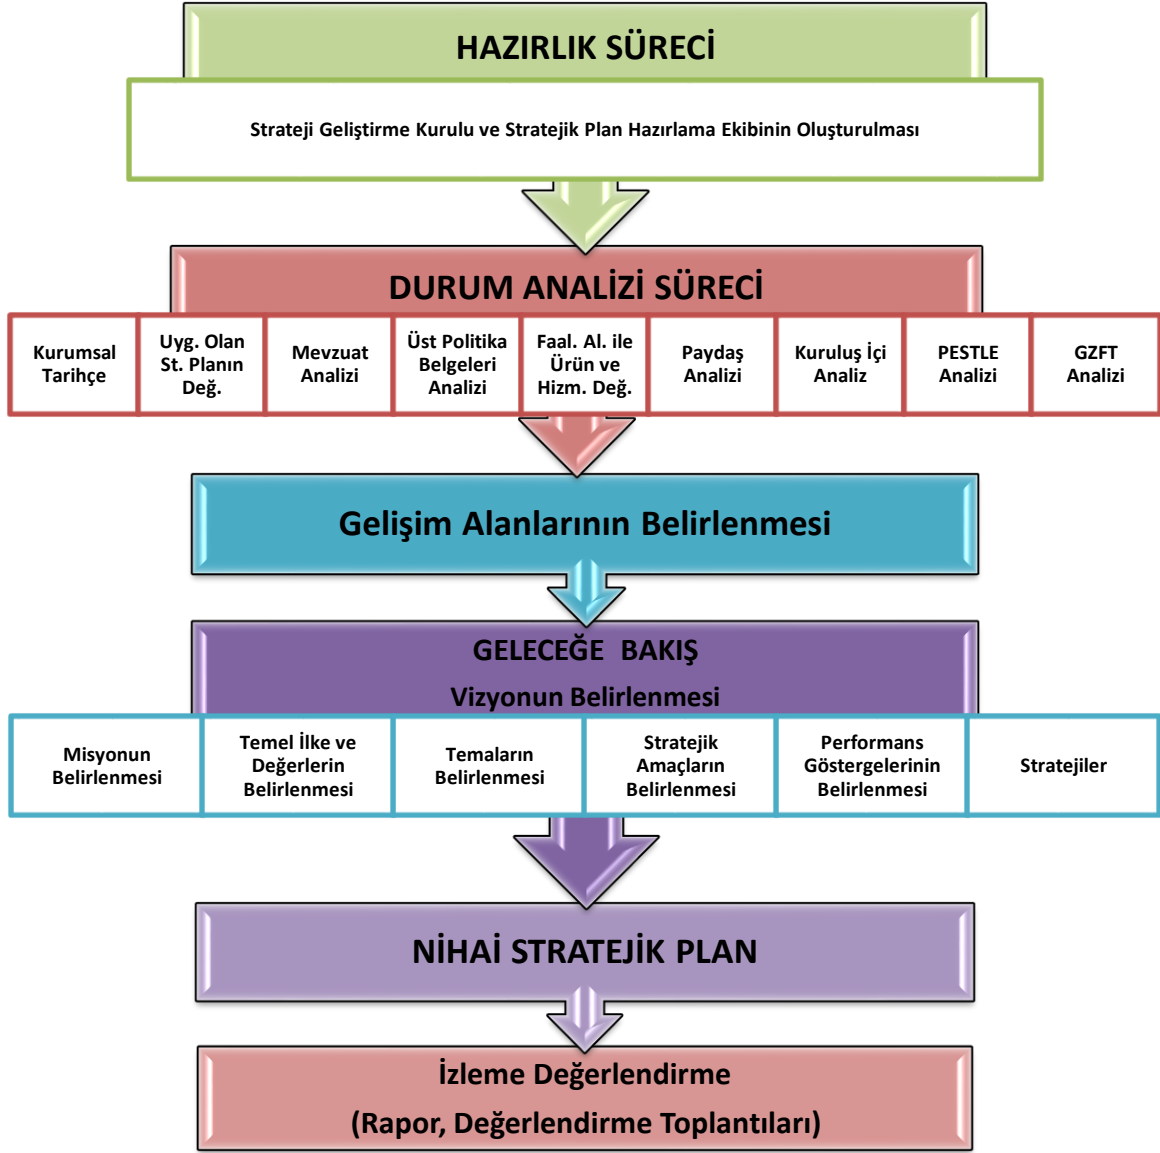 HAZIRLIK SÜRECİ
Strateji Geliştirme Kurulu ve Stratejik Plan Hazırlama Ekibinin Oluşturulması
DURUM ANALİZİ SÜRECİ
Kurumsal
Tarihçe
Uyg. Olan
St. Planın
Değ.
Mevzuat
Analizi
Üst Politika
Belgeleri
Analizi
Faal. Al. ile
Ürün ve
Hizm. Değ.
Paydaş
Analizi
Kuruluş İçi
Analiz
PESTLE
Analizi
GZFT
Analizi
Gelişim Alanlarının Belirlenmesi
GELECEĞE BAKIŞ
Vizyonun Belirlenmesi
Misyonun
Belirlenmesi
Temel İlke ve
Değerlerin
Belirlenmesi
Temaların
Belirlenmesi
Stratejik
Amaçların
Belirlenmesi
Performans
Göstergelerinin
Belirlenmesi
Stratejiler
NİHAİ STRATEJİK PLAN
İzleme Değerlendirme
(Rapor, Değerlendirme Toplantıları)